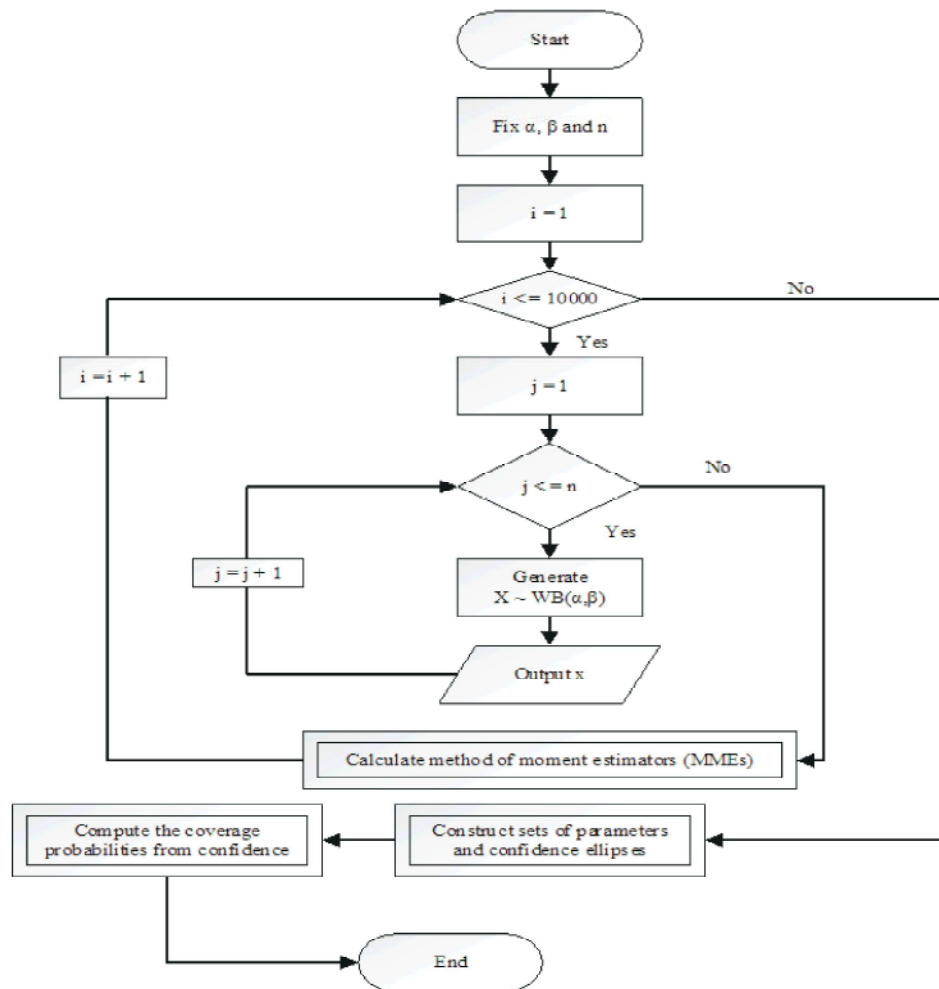 Start
Fix α, β and n
i = 1
i <= 10000
No
Yes
i = i + 1
j = 1
j <= n
No
Yes
j = j + 1
Generate
X ~ WB(α,β)
Output x
Calculate method of moment estimators (MMEs)
Compute the coverage
probabilities from confidence
Construct sets of parameters
and confidence ellipses
End